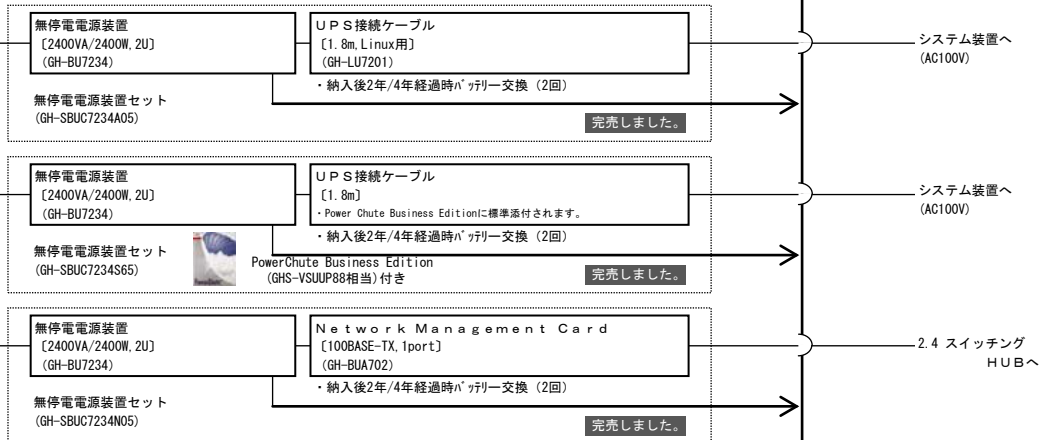 無停電電源装置
〔2400VA/2400W,2U〕
(GH-BU7234)
UPS接続ケーブル
〔1.8m,Linux用〕
(GH-LU7201)
システム装置へ
(AC100V)
・納入後2年/4年経過時ﾊﾞｯﾃﾘｰ交換（2回）
無停電電源装置セット
(GH-SBUC7234A05)
完売しました。
無停電電源装置
〔2400VA/2400W,2U〕
(GH-BU7234)
UPS接続ケーブル
〔1.8m〕
・Power Chute Business Editionに標準添付されます。
システム装置へ
(AC100V)
・納入後2年/4年経過時ﾊﾞｯﾃﾘｰ交換（2回）
無停電電源装置セット
(GH-SBUC7234S65)
PowerChute Business Edition
(GHS-VSUUP88相当)付き
完売しました。
無停電電源装置
〔2400VA/2400W,2U〕
(GH-BU7234)
Network Management Card
〔100BASE-TX,1port〕
(GH-BUA702)
2.4 スイッチング
HUBへ
・納入後2年/4年経過時ﾊﾞｯﾃﾘｰ交換（2回）
無停電電源装置セット
(GH-SBUC7234N05)
完売しました。